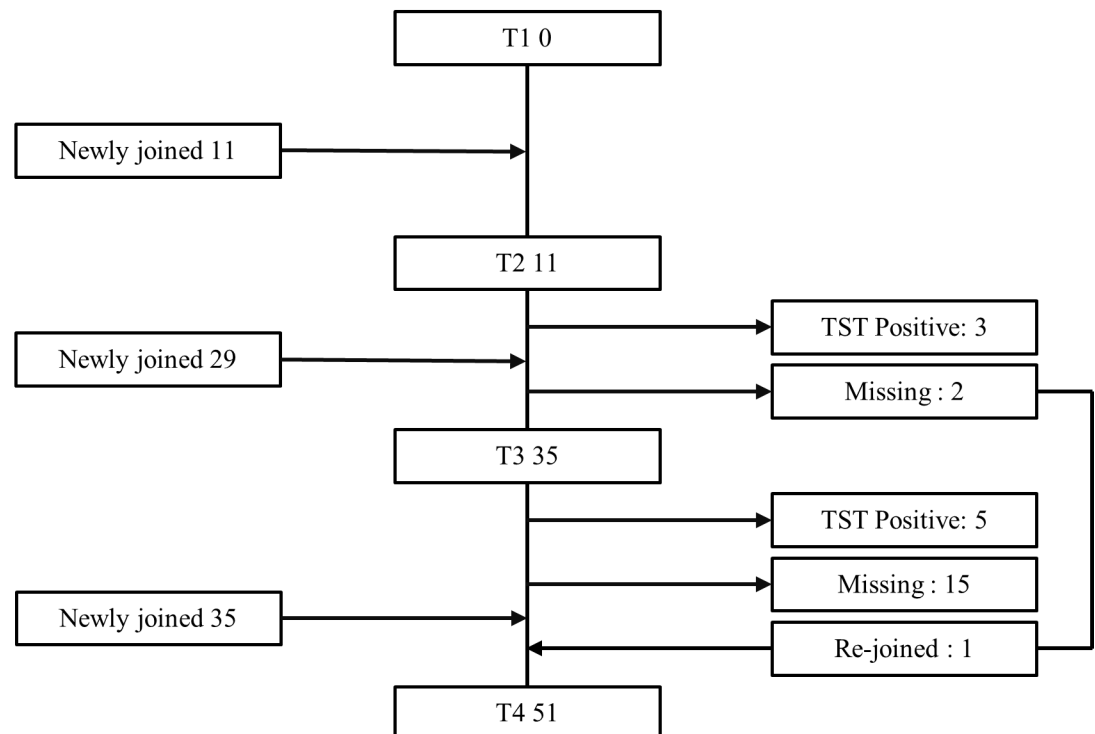 T1 0
Newly joined 11
T2 11
TST Positive: 3
Newly joined 29
Missing : 2
T3 35
TST Positive: 5
Missing : 15
Newly joined 35
Re-joined : 1
T4 51